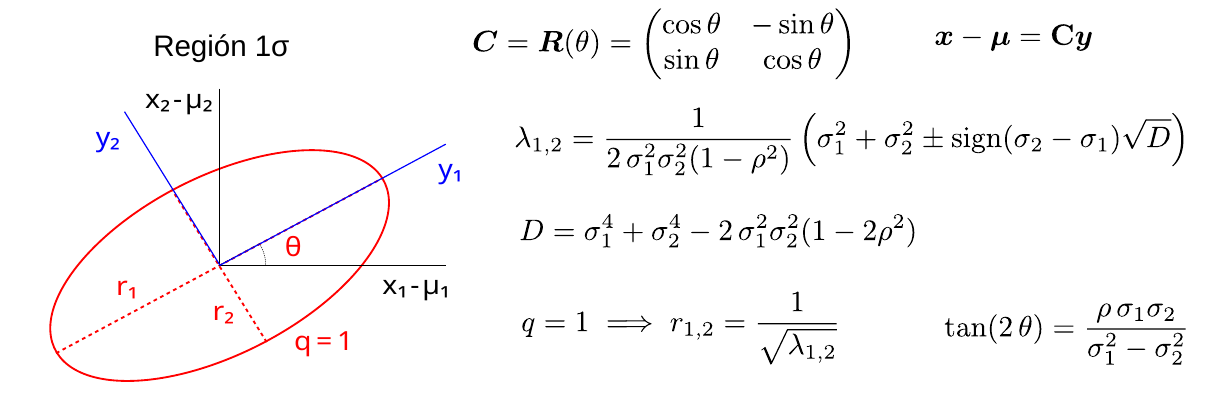 Región 1σ
x₂-μ₂
y₂
y₁
θ
x₁-μ₁
r₁
r₂
q = 1
C = R(θ) = ( cos θ  − sin θ
sin θ  cos θ )
x − μ = Cy
λ₁,₂ = 1 / (2 σ₁² σ₂² (1 − ρ²)) (σ₁² + σ₂² ± sign(σ₂ − σ₁)√D)
D = σ₁⁴ + σ₂⁴ − 2 σ₁² σ₂² (1 − 2ρ²)
q = 1 ⟹ r₁,₂ = 1 / √λ₁,₂
tan(2 θ) = ρ σ₁σ₂ / (σ₁² − σ₂²)